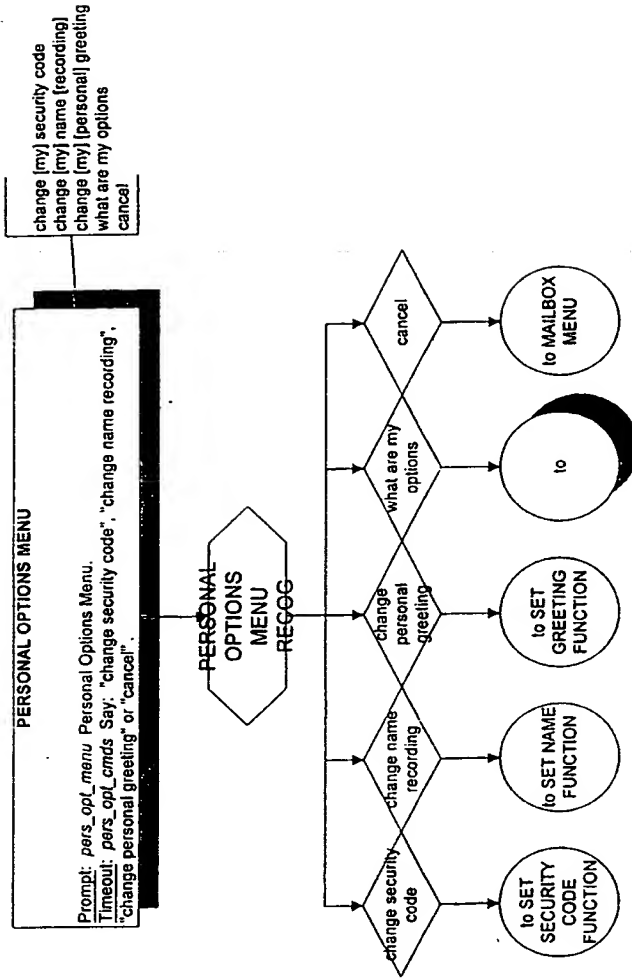 PERSONAL OPTIONS MENU
Prompt: pers_opt_menu Personal Options Menu.
Timeout: pers_opt_cmds Say: "change security code", "change name recording",
"change personal greeting" or "cancel".
change [my] security code
change [my] name [recording]
change [my] [personal] greeting
what are my options
cancel
PERSONAL
OPTIONS
MENU
RECOG
change security
code
change name
recording
change
personal
greeting
what are my
options
cancel
to SET
SECURITY
CODE
FUNCTION
to SET NAME
FUNCTION
to SET
GREETING
FUNCTION
to
to MAILBOX
MENU